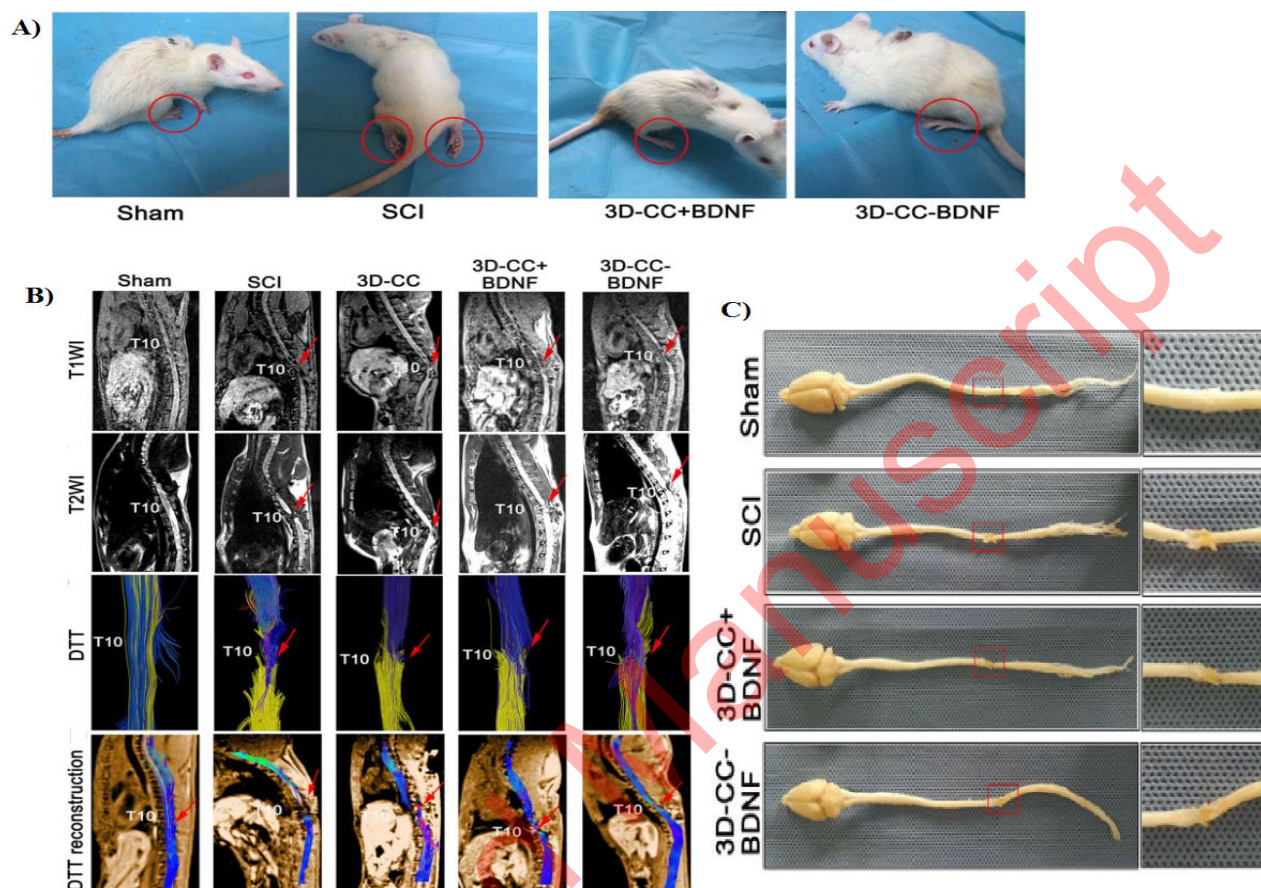 A)
Sham
SCI
3D-CC+BDNF
3D-CC-BDNF
B)
Sham
SCI
3D-CC
3D-CC+
BDNF
3D-CC-
BDNF
T1WI
T10
T10
T10
T10
T10
T2WI
T10
T10
T10
T10
T10
DTT
T10
T10
T10
T10
T10
DTT reconstruction
T10
T10
T10
T10
T10
C)
Sham
SCI
3D-CC+
BDNF
3D-CC-
BDNF
Manuscript